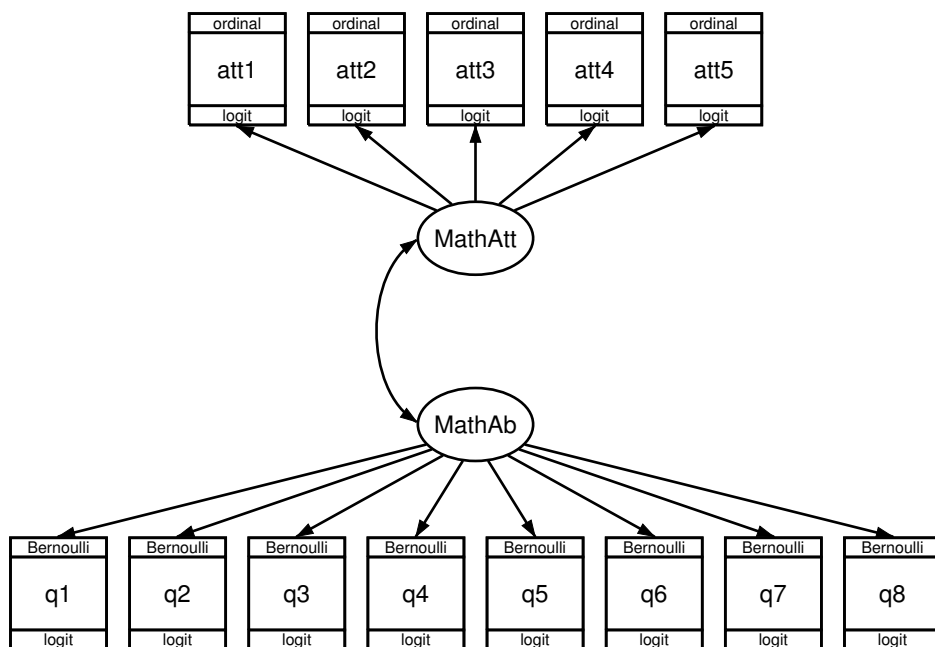 ordinal ordinal ordinal ordinal ordinal
att1 att2 att3 att4 att5
logit logit logit logit logit
MathAtt
MathAb
Bernoulli Bernoulli Bernoulli Bernoulli Bernoulli Bernoulli Bernoulli Bernoulli
q1 q2 q3 q4 q5 q6 q7 q8
logit logit logit logit logit logit logit logit